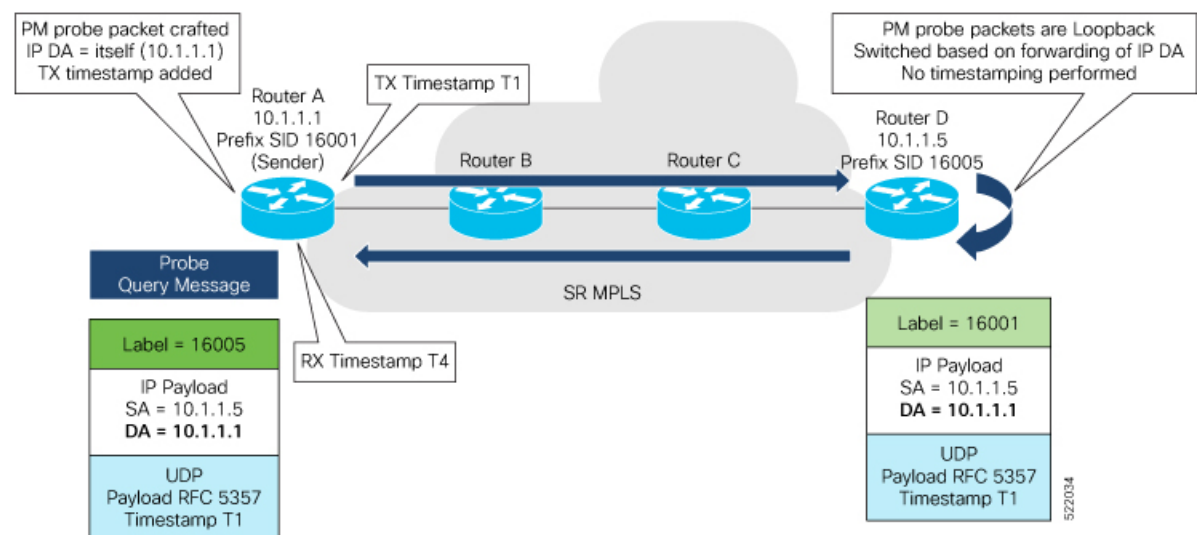 PM probe packet crafted
IP DA = itself (10.1.1.1)
TX timestamp added
TX Timestamp T1
PM probe packets are Loopback
Switched based on forwarding of IP DA
No timestamping performed
Router A
10.1.1.1
Prefix SID 16001
(Sender)
Router B
Router C
Router D
10.1.1.5
Prefix SID 16005
Probe
Query Message
SR MPLS
RX Timestamp T4
Label = 16005
IP Payload
SA = 10.1.1.5
DA = 10.1.1.1
UDP
Payload RFC 5357
Timestamp T1
Label = 16001
IP Payload
SA = 10.1.1.5
DA = 10.1.1.1
UDP
Payload RFC 5357
Timestamp T1
522034